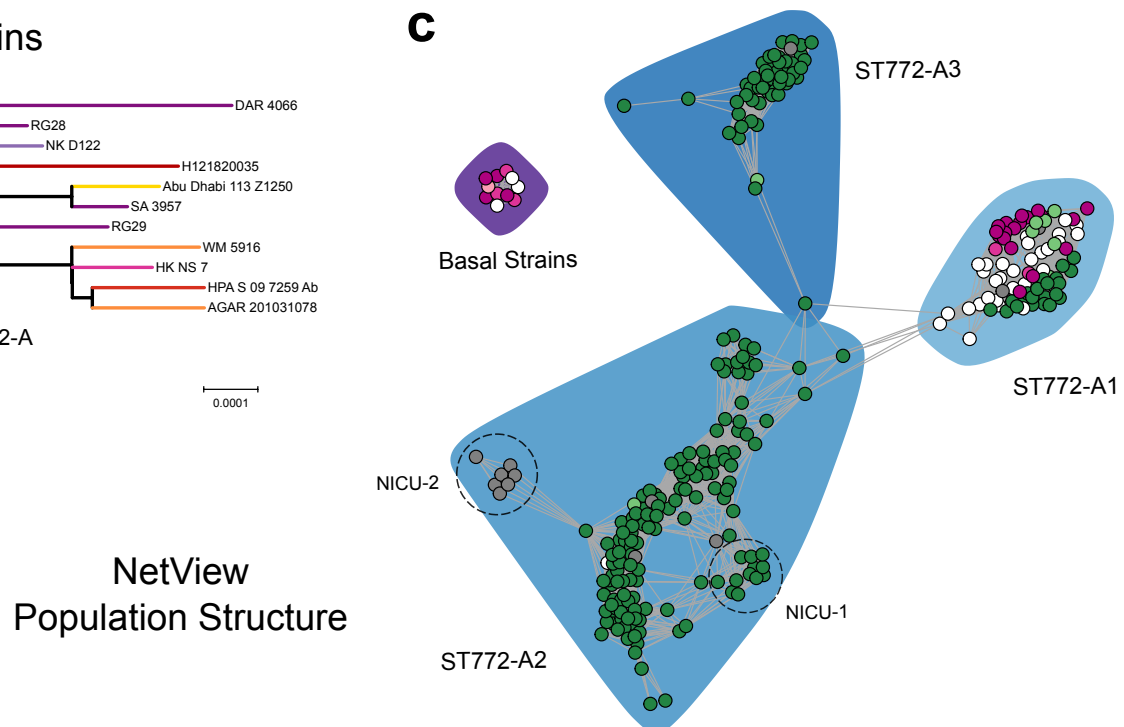 ins
DAR 4066
RG28
NK D122
H121820035
Abu Dhabi 113 Z1250
SA 3957
RG29
WM 5916
HK NS 7
HPA S 09 7259 Ab
AGAR 201031078
2-A
0.0001
NetView
Population Structure
c
ST772-A3
Basal Strains
ST772-A1
NICU-2
NICU-1
ST772-A2